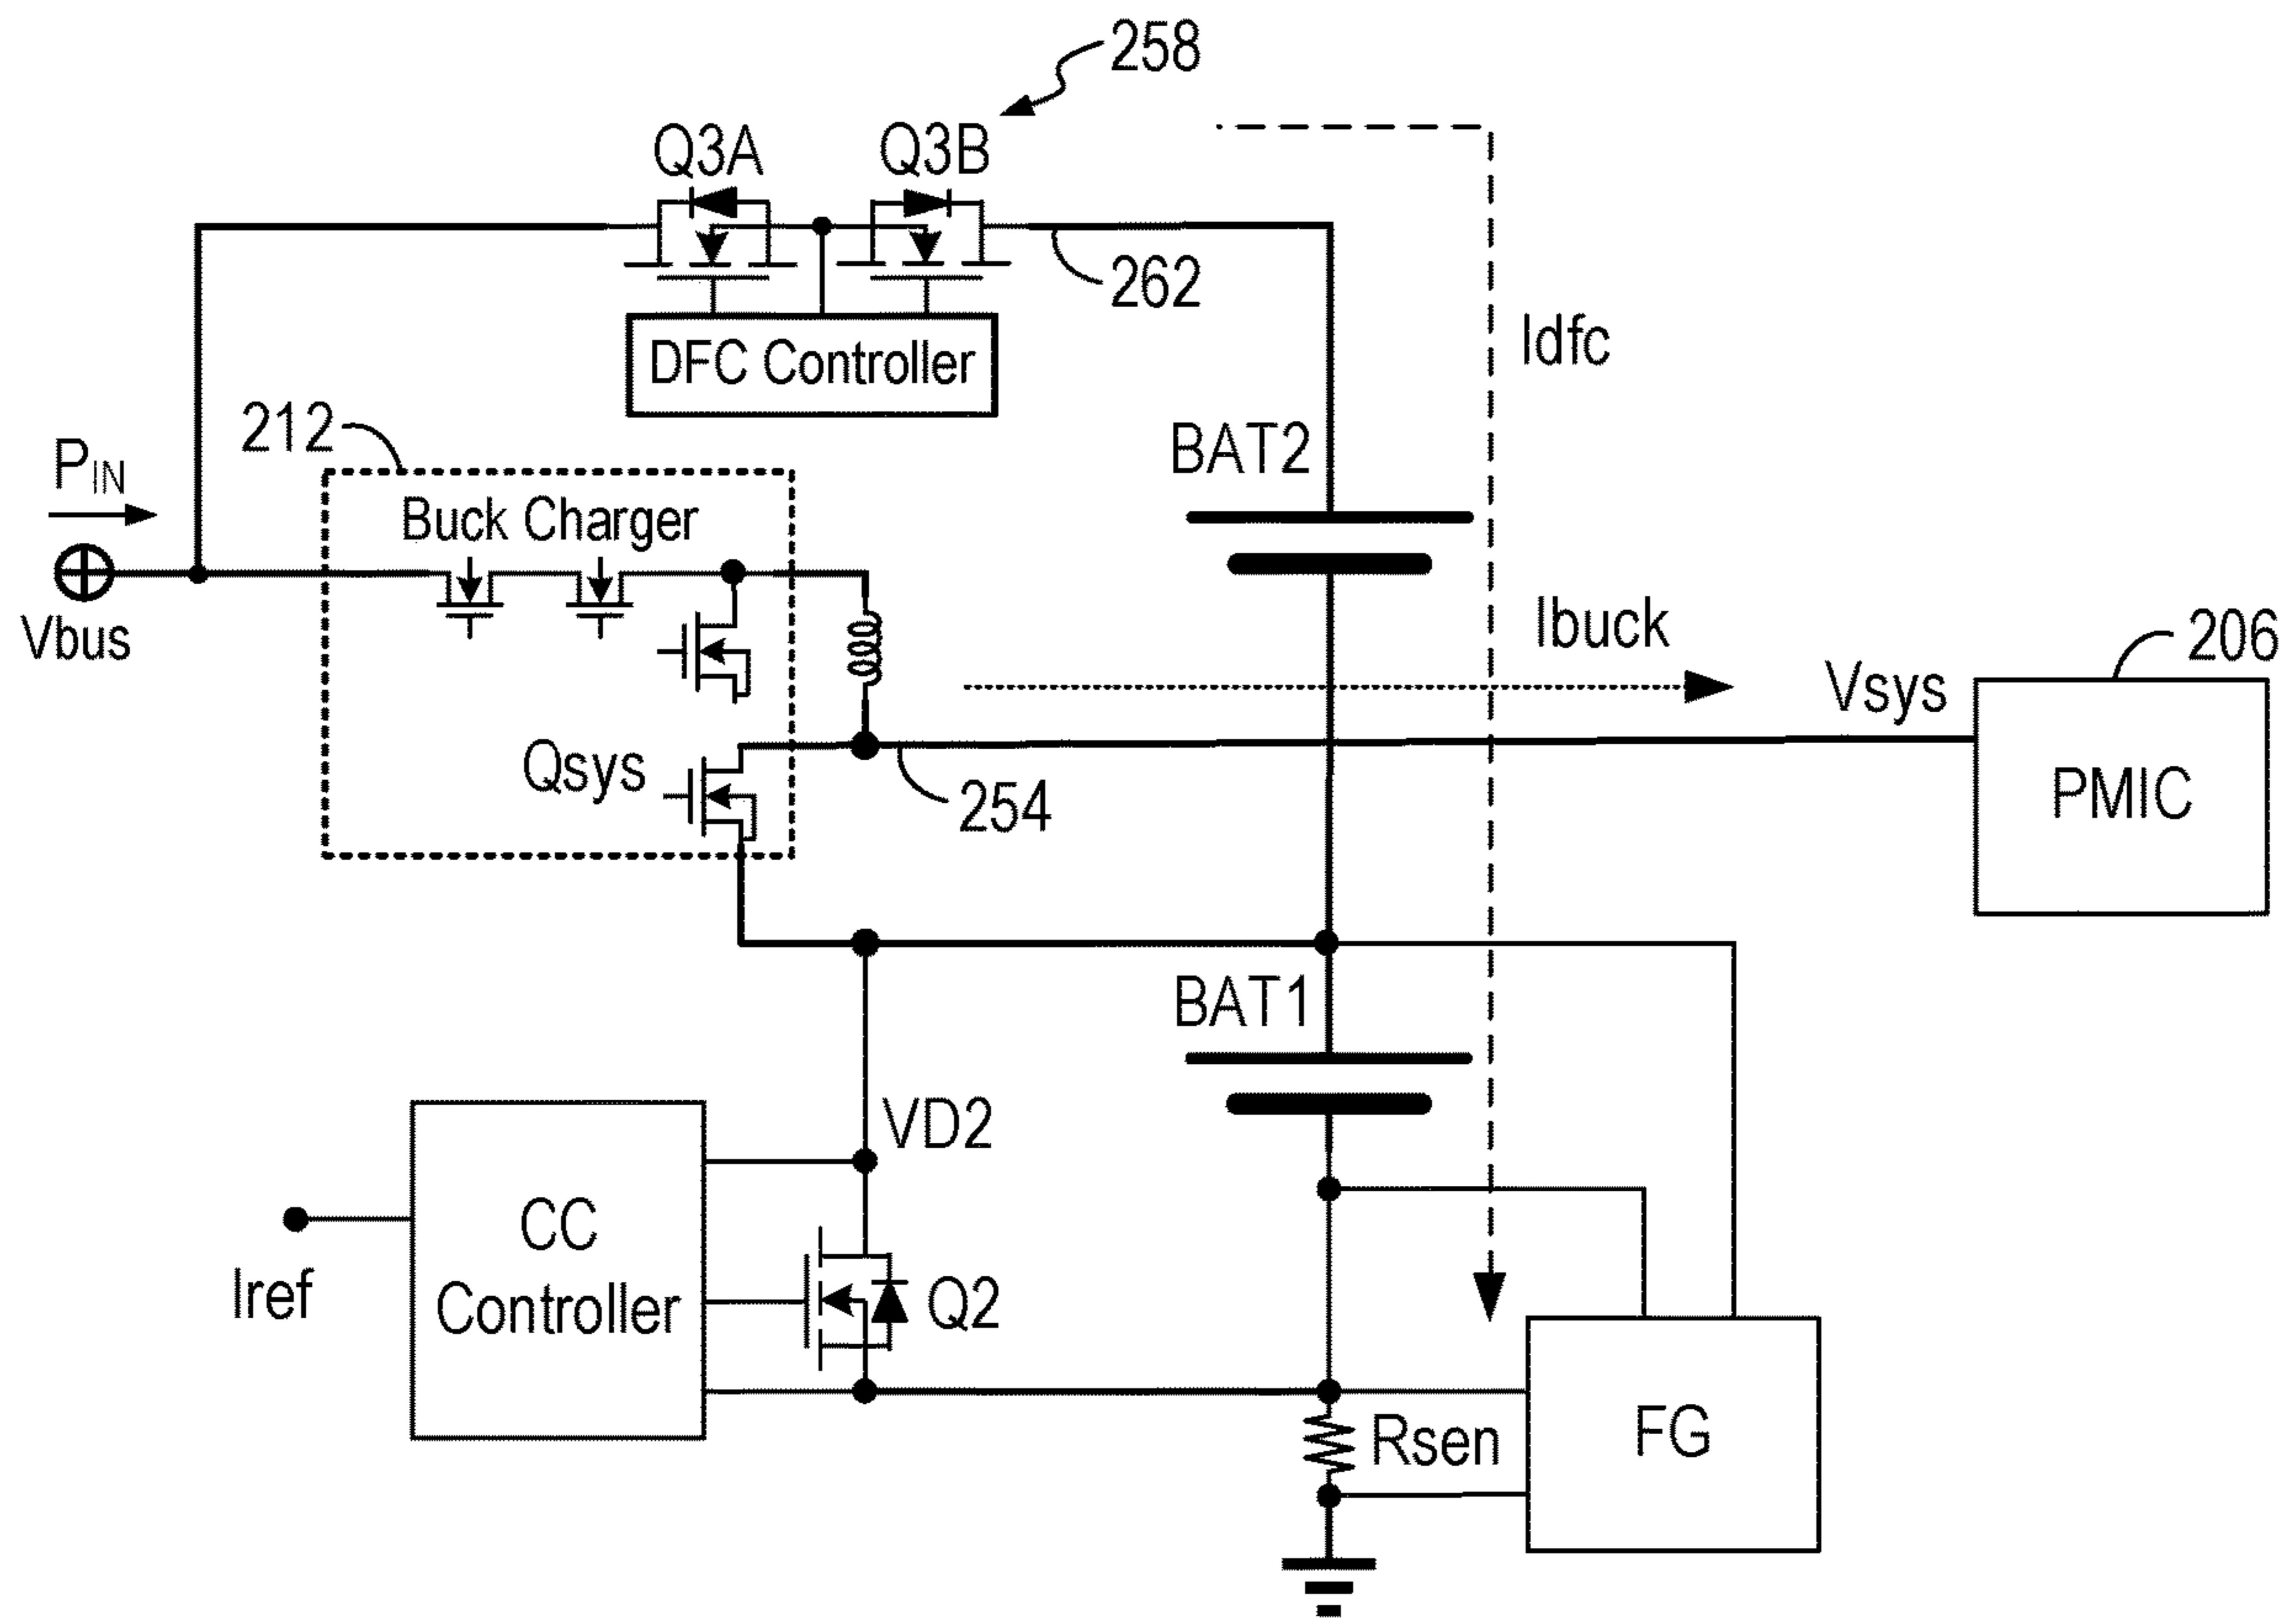 258
Q3A
Q3B
262
DFC Controller
Idfc
212
BAT2
PIN
Buck Charger
Vbus
Ibuck
206
Vsys
Qsys
254
PMIC
BAT1
VD2
CC
Controller
Iref
Q2
Rsen
FG